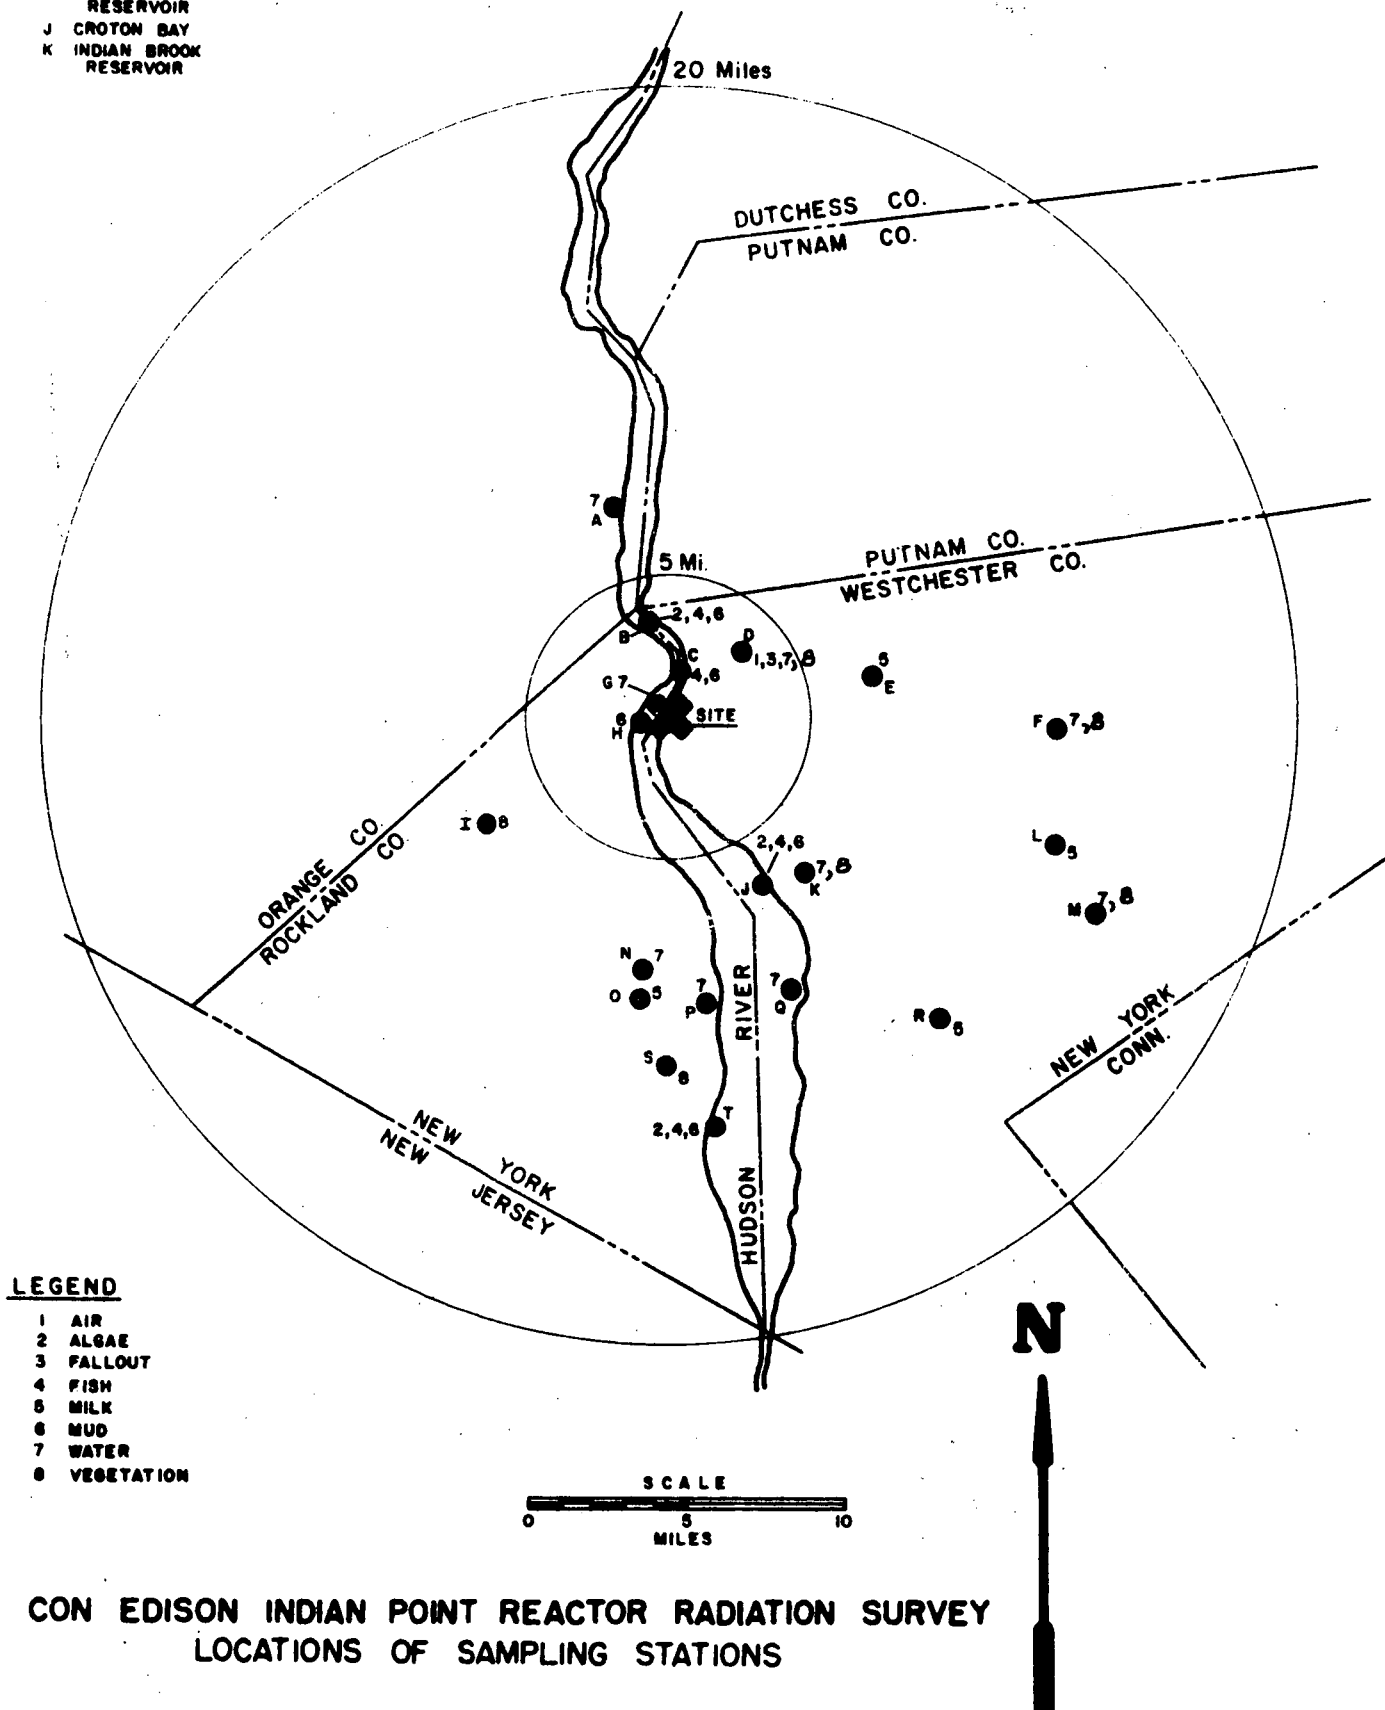 RESERVOIR
J CROTON BAY
K INDIAN BROOK
RESERVOIR
20 Miles
DUTCHESS CO.
PUTNAM CO.
7
A
5 Mi.
PUTNAM CO.
WESTCHESTER CO.
2,4,6
B
D
1,3,7,8
C
4,6
5
E
G 7
6
H
SITE
F 7,8
I 8
ORANGE CO.
ROCKLAND CO.
2,4,6
J
7,8
K
L 5
M 7,8
N 7
O 5
7
P
7
Q
R 5
RIVER
HUDSON
S 8
T
2,4,6
NEW YORK
CONN.
NEW YORK
NEW JERSEY
LEGEND
1 AIR
2 ALGAE
3 FALLOUT
4 FISH
5 MILK
6 MUD
7 WATER
8 VEGETATION
N
SCALE
0 5 10
MILES
CON EDISON INDIAN POINT REACTOR RADIATION SURVEY
LOCATIONS OF SAMPLING STATIONS